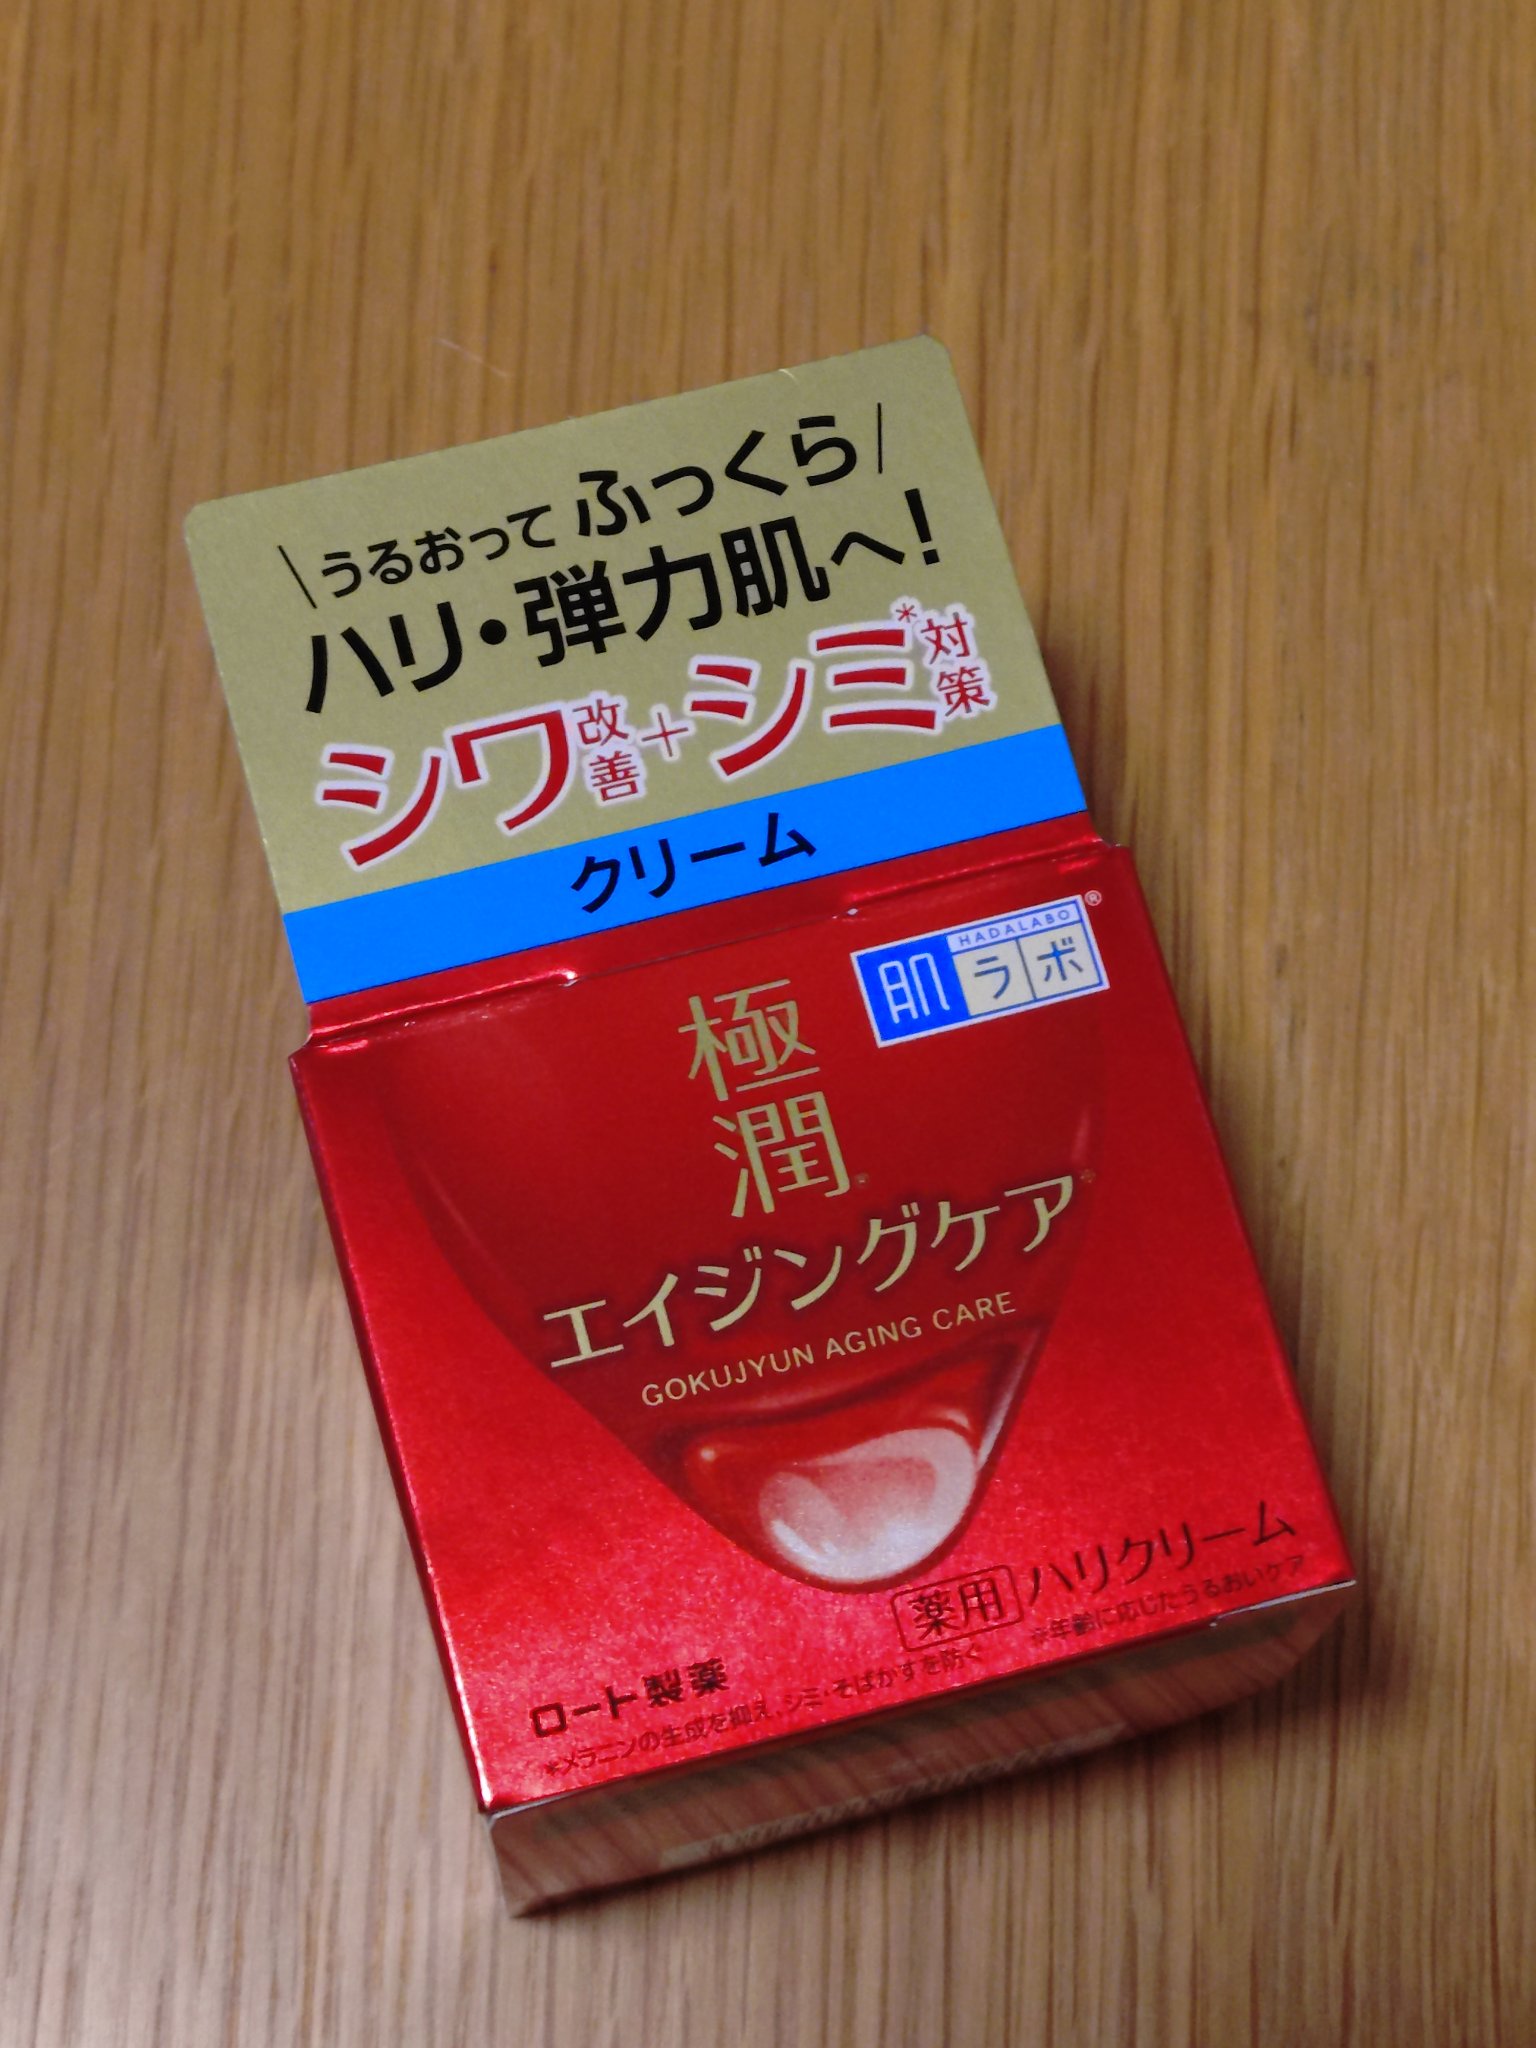 \うるおって ふっくら/
ハリ・弾力肌へ!
シワ改善+シミ*対策
クリーム
HADALABO
肌ラボ®
極潤®
エイジングケア※
GOKUJYUN AGING CARE
薬用 ハリクリーム
※年齢に応じたうるおいケア
ロート製薬
*メラニンの生成を抑え、シミ・そばかすを防ぐ